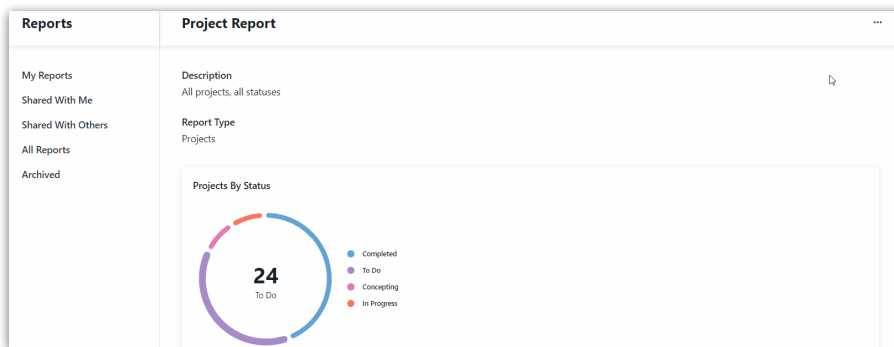 Reports
Project Report
...
My Reports
Shared With Me
Shared With Others
All Reports
Archived
Description
All projects, all statuses
Report Type
Projects
Projects By Status
24
To Do
Completed
To Do
Concepting
In Progress